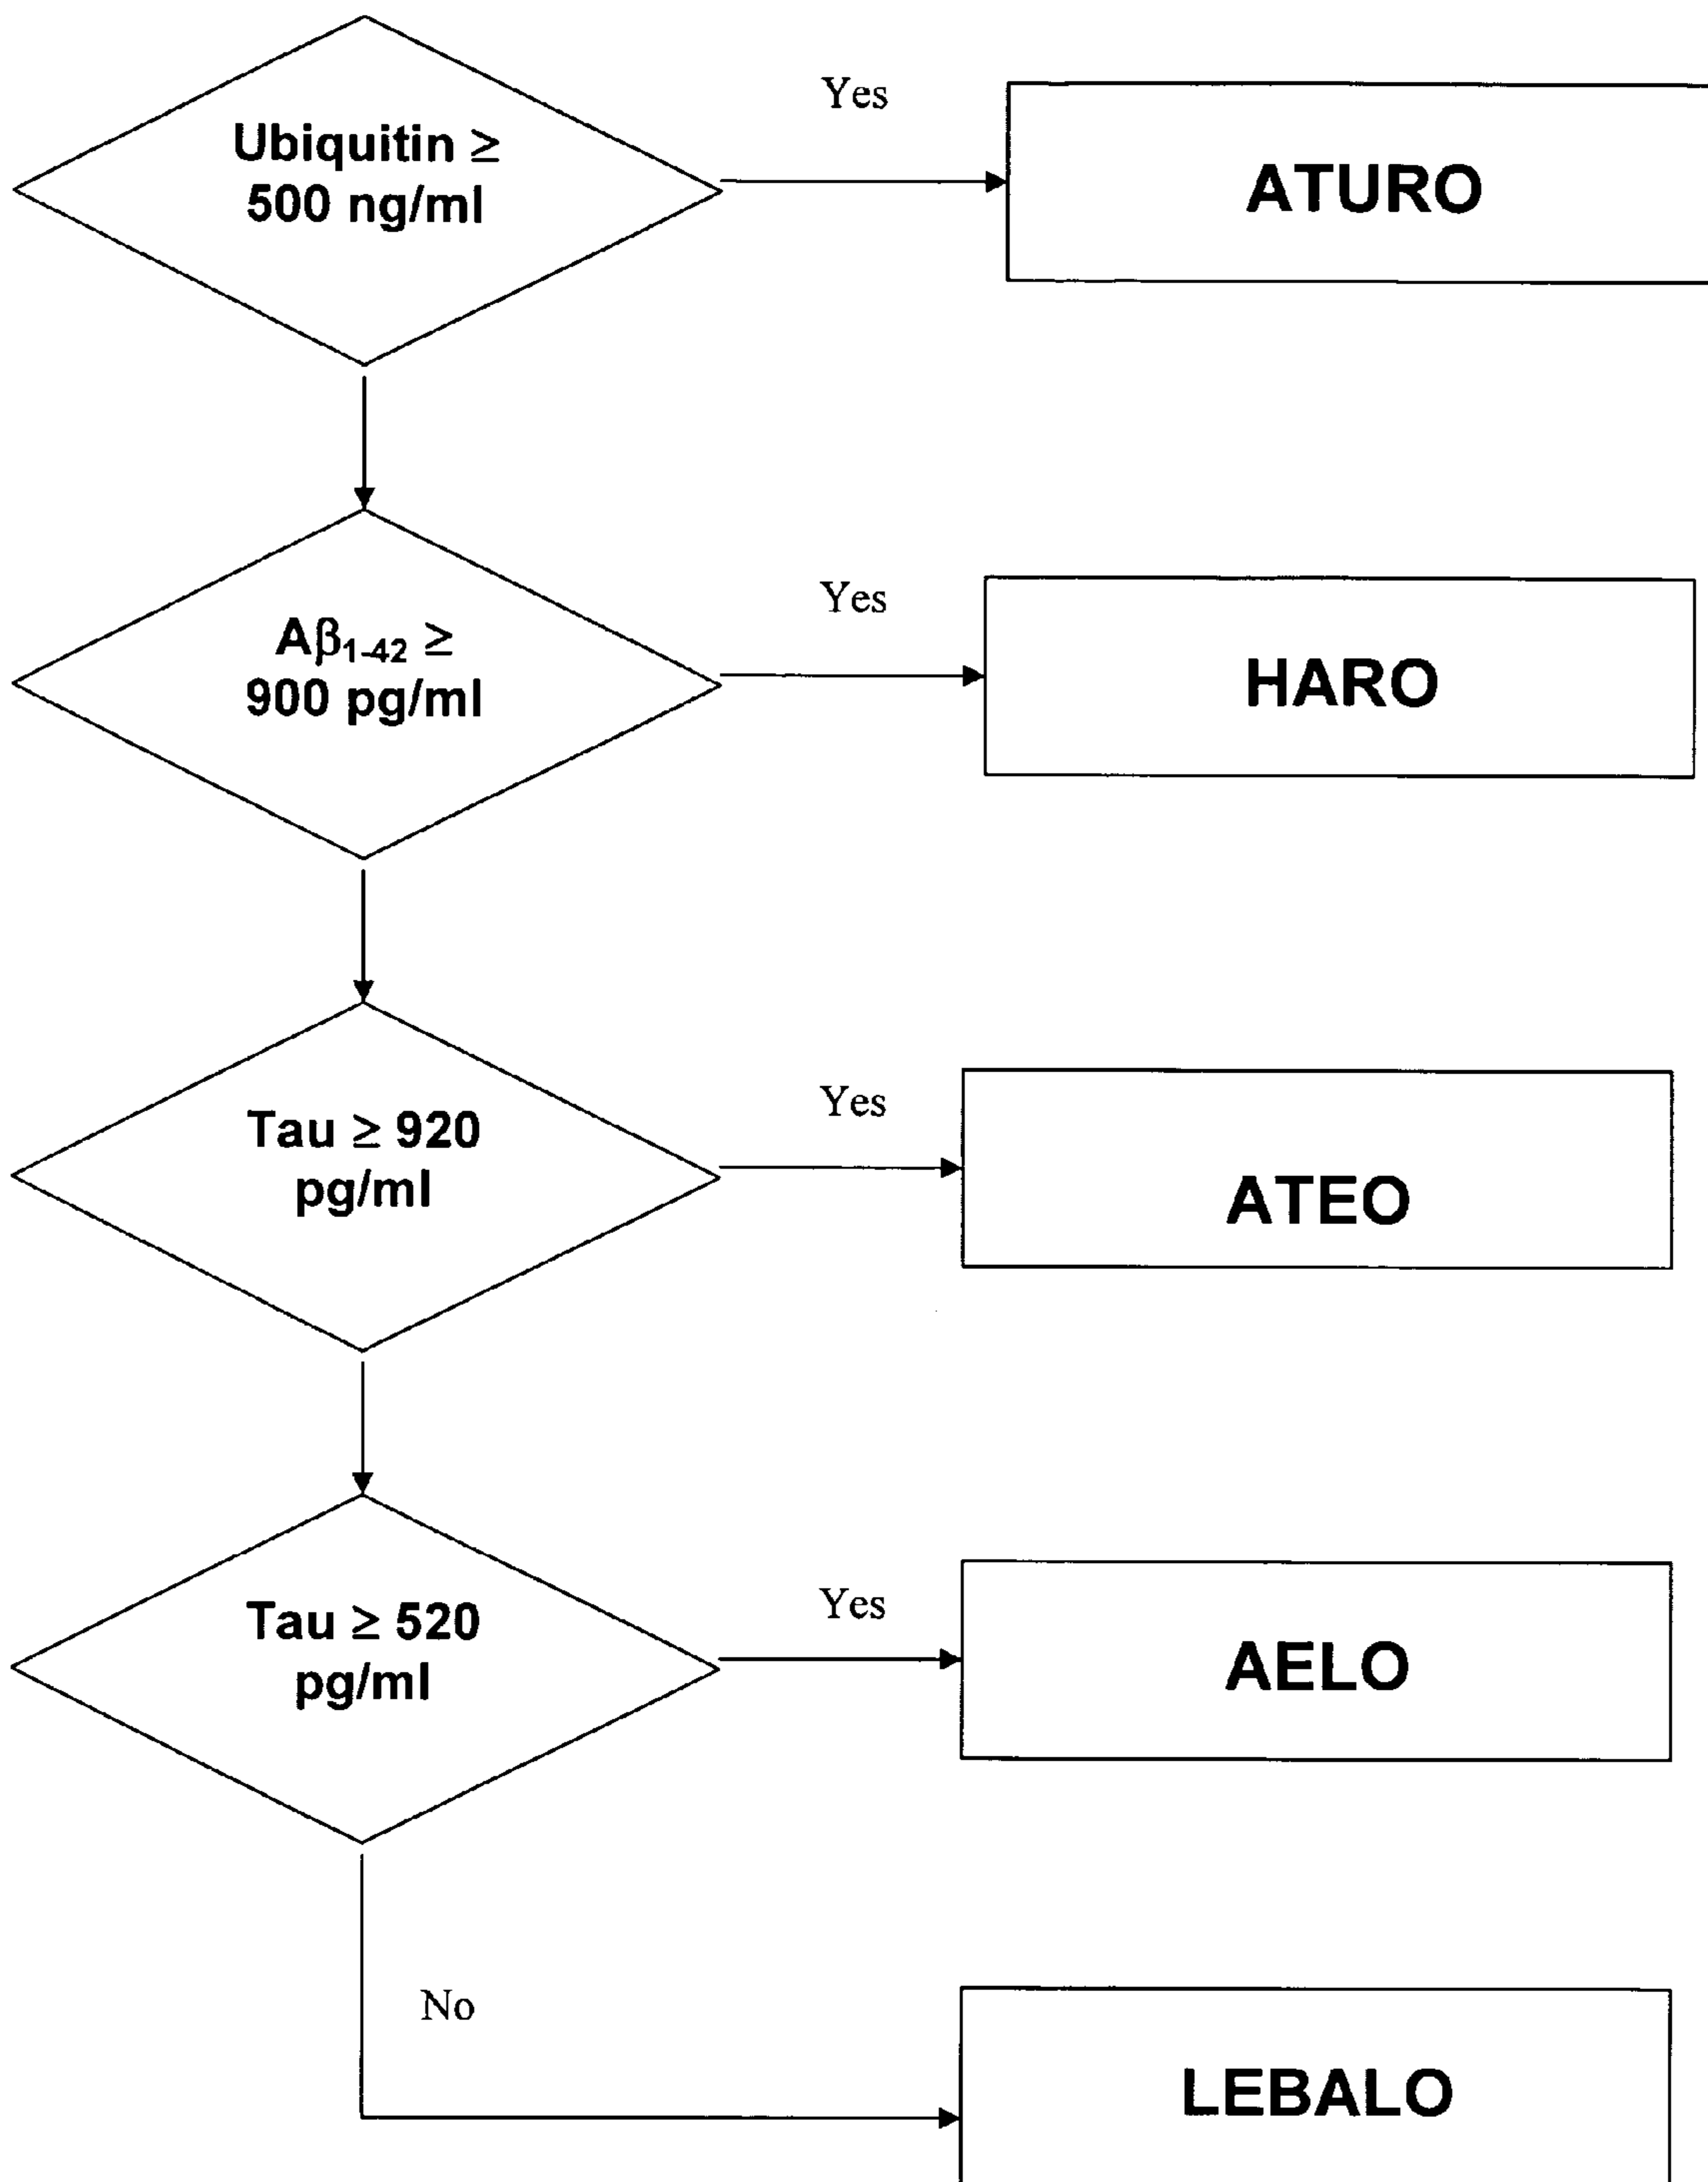 Ubiquitin ≥
500 ng/ml
Yes
ATURO
Aβ₁₋₄₂ ≥
900 pg/ml
Yes
HARO
Tau ≥ 920
pg/ml
Yes
ATEO
Tau ≥ 520
pg/ml
Yes
AELO
No
LEBALO